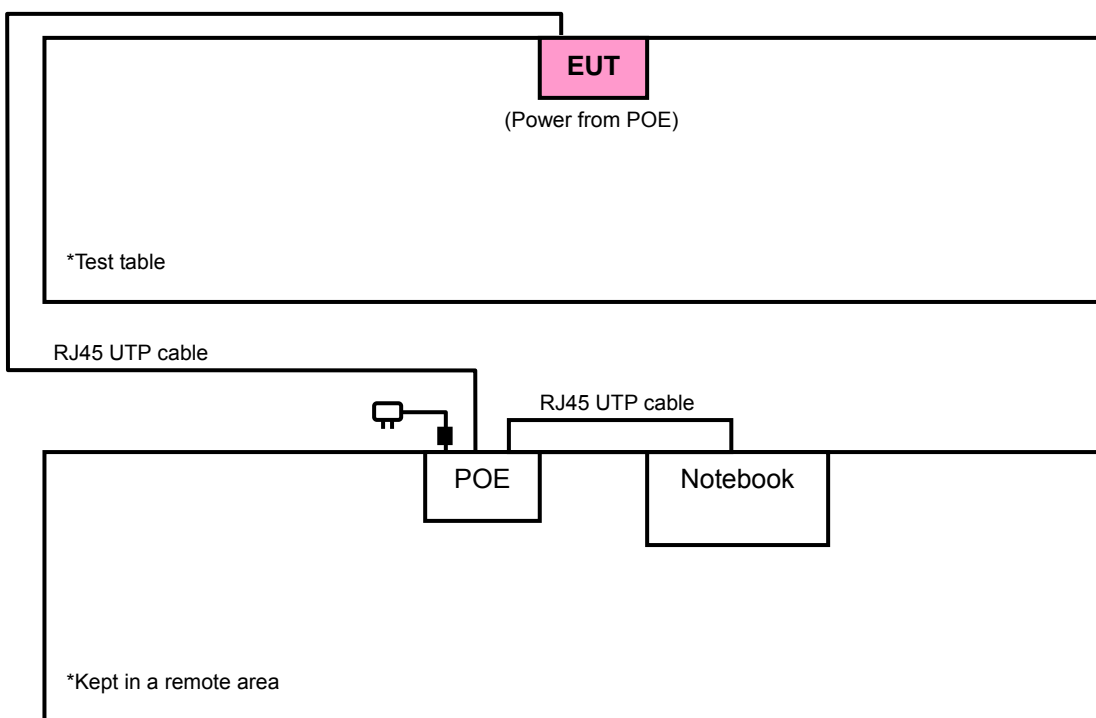 EUT
(Power from POE)
*Test table
RJ45 UTP cable
RJ45 UTP cable
POE
Notebook
*Kept in a remote area